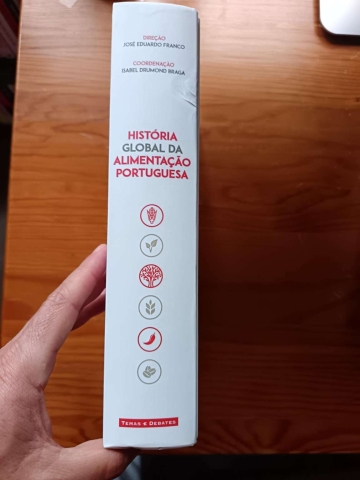 DIREÇÃO
JOSÉ EDUARDO FRANCO
COORDENAÇÃO
ISABEL DRUMOND BRAGA
HISTÓRIA
GLOBAL DA
ALIMENTAÇÃO
PORTUGUESA
TEMAS E DEBATES